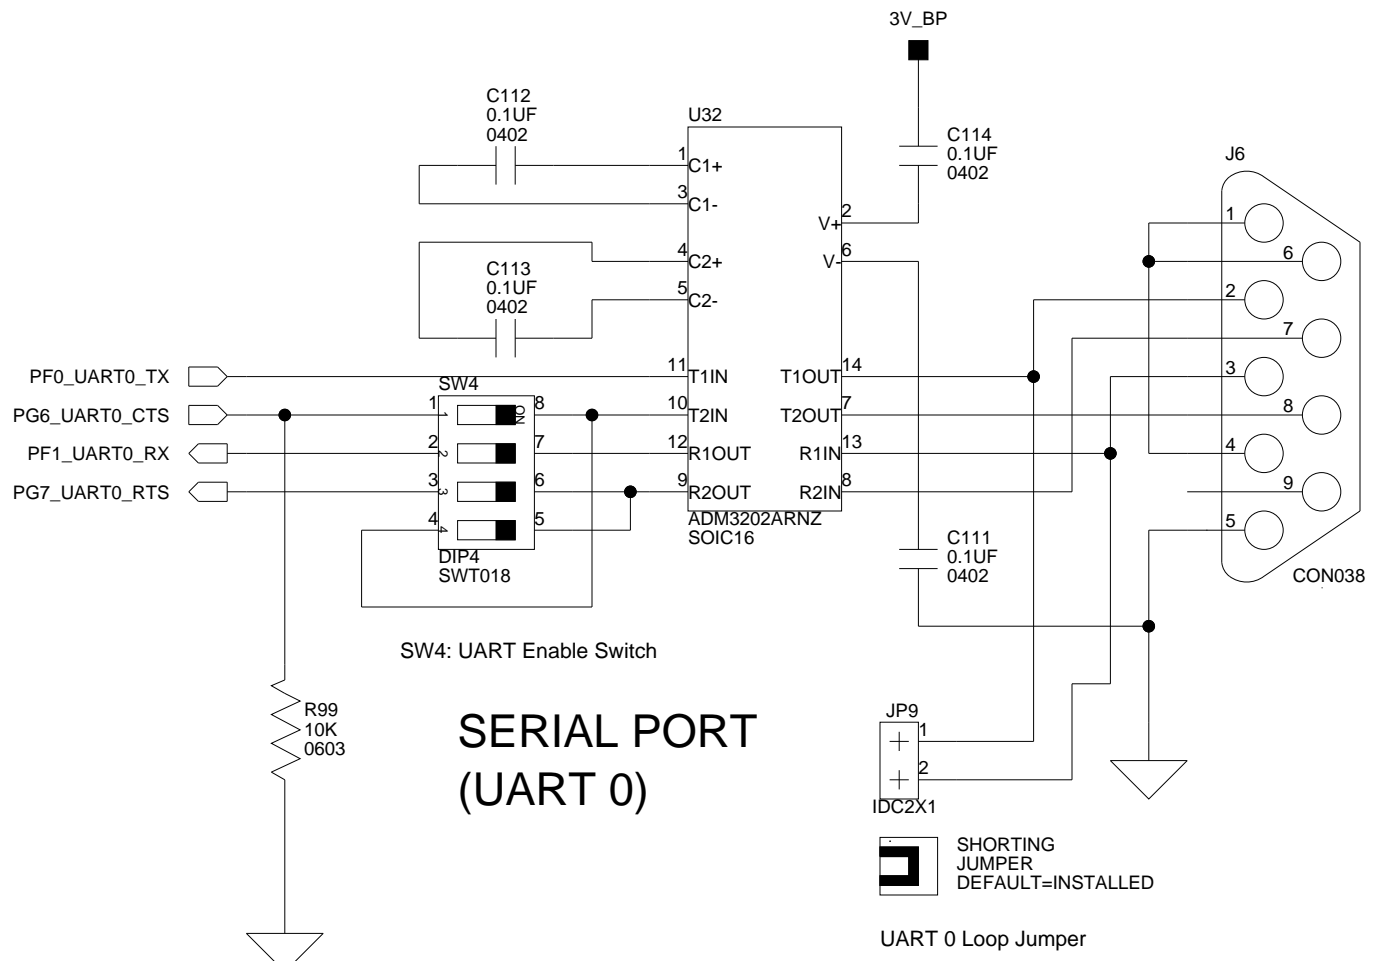 3V_BP
C112
0.1UF
0402
U32
C114
0.1UF
0402
J6
1
C1+
3
C1-
2
V+
4
C2+
6
V-
C113
0.1UF
0402
5
C2-
1
6
2
7
3
8
4
9
5
PF0_UART0_TX
11
T1IN
T1OUT
14
SW4
PG6_UART0_CTS
1
1
ON
8
10
T2IN
T2OUT
7
PF1_UART0_RX
2
2
7
12
R1OUT
R1IN
13
PG7_UART0_RTS
3
3
6
9
R2OUT
R2IN
8
4
4
5
ADM3202ARNZ
SOIC16
DIP4
SWT018
C111
0.1UF
0402
CON038
SW4: UART Enable Switch
R99
10K
0603
SERIAL PORT
(UART 0)
JP9
1
2
IDC2X1
SHORTING
JUMPER
DEFAULT=INSTALLED
UART 0 Loop Jumper